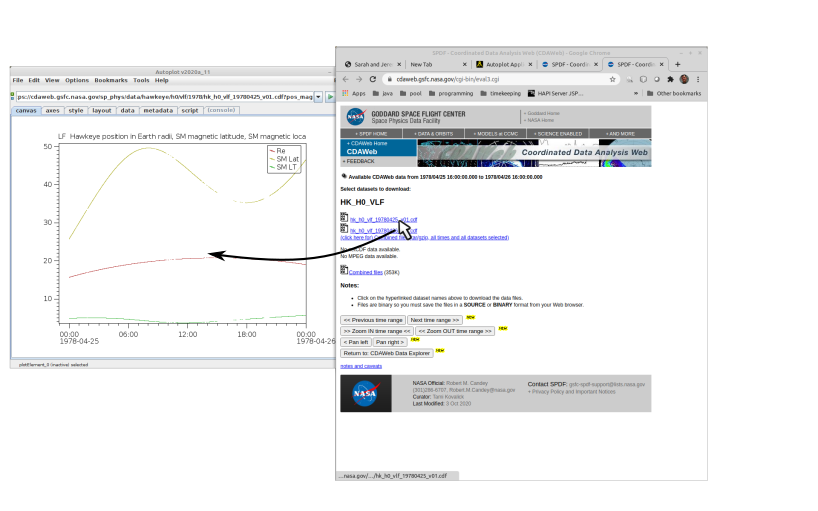 Autoplot v2020a_11
File Edit View Options Bookmarks Tools Help
ps://cdaweb.gsfc.nasa.gov/sp_phys/data/hawkeye/h0/vlf/1978/hk_h0_vlf_19780425_v01.cdf?pos_mag
canvas axes style layout data metadata script (console)
LF Hawkeye position in Earth radii, SM magnetic latitude, SM magnetic loca
Re
SM Lat
SM LT
50
40
30
20
10
00:00 06:00 12:00 18:00 00:00
1978-04-25 1978-04-26
plotElement_0 (inactive) selected
SPDF - Coordinated Data Analysis Web (CDAWeb) - Google Chrome
Sarah and Jere New Tab Autoplot Appl SPDF - Coordin SPDF - Coordin
cdaweb.gsfc.nasa.gov/cgi-bin/eval3.cgi
Apps java pool programming timekeeping HAPI Server JSP... » Other bookmarks
NASA
GODDARD SPACE FLIGHT CENTER
Space Physics Data Facility
+ Goddard Home
+ NASA Home
+ SPDF HOME + DATA & ORBITS + MODELS at CCMC + SCIENCE ENABLED + AND MORE
+ CDAWeb Home
CDAWeb
+ FEEDBACK
Coordinated Data Analysis Web
Available CDAWeb data from 1978/04/25 16:00:00.000 to 1978/04/26 16:00:00.000
Select datasets to download:
HK_H0_VLF
hk_h0_vlf_19780425_v01.cdf
(click here for) Combined files, all times and all datasets selected)
No MPEG data available.
Combined files (353K)
Notes:
• Click on the hyperlinked dataset names above to download the data files.
• Files are binary so you must save the files in a SOURCE or BINARY format from your Web browser.
<< Previous time range Next time range >> NEW
>> Zoom IN time range << << Zoom OUT time range >> NEW
< Pan left Pan right > NEW
Return to: CDAWeb Data Explorer NEW
notes and caveats
NASA
NASA Official: Robert M. Candey
(301)286-6707, Robert.M.Candey@nasa.gov
Curator: Tami Kovalick
Last Modified: 3 Oct 2020
Contact SPDF: gsfc-spdf-support@lists.nasa.gov
+ Privacy Policy and Important Notices
...nasa.gov/.../hk_h0_vlf_19780425_v01.cdf